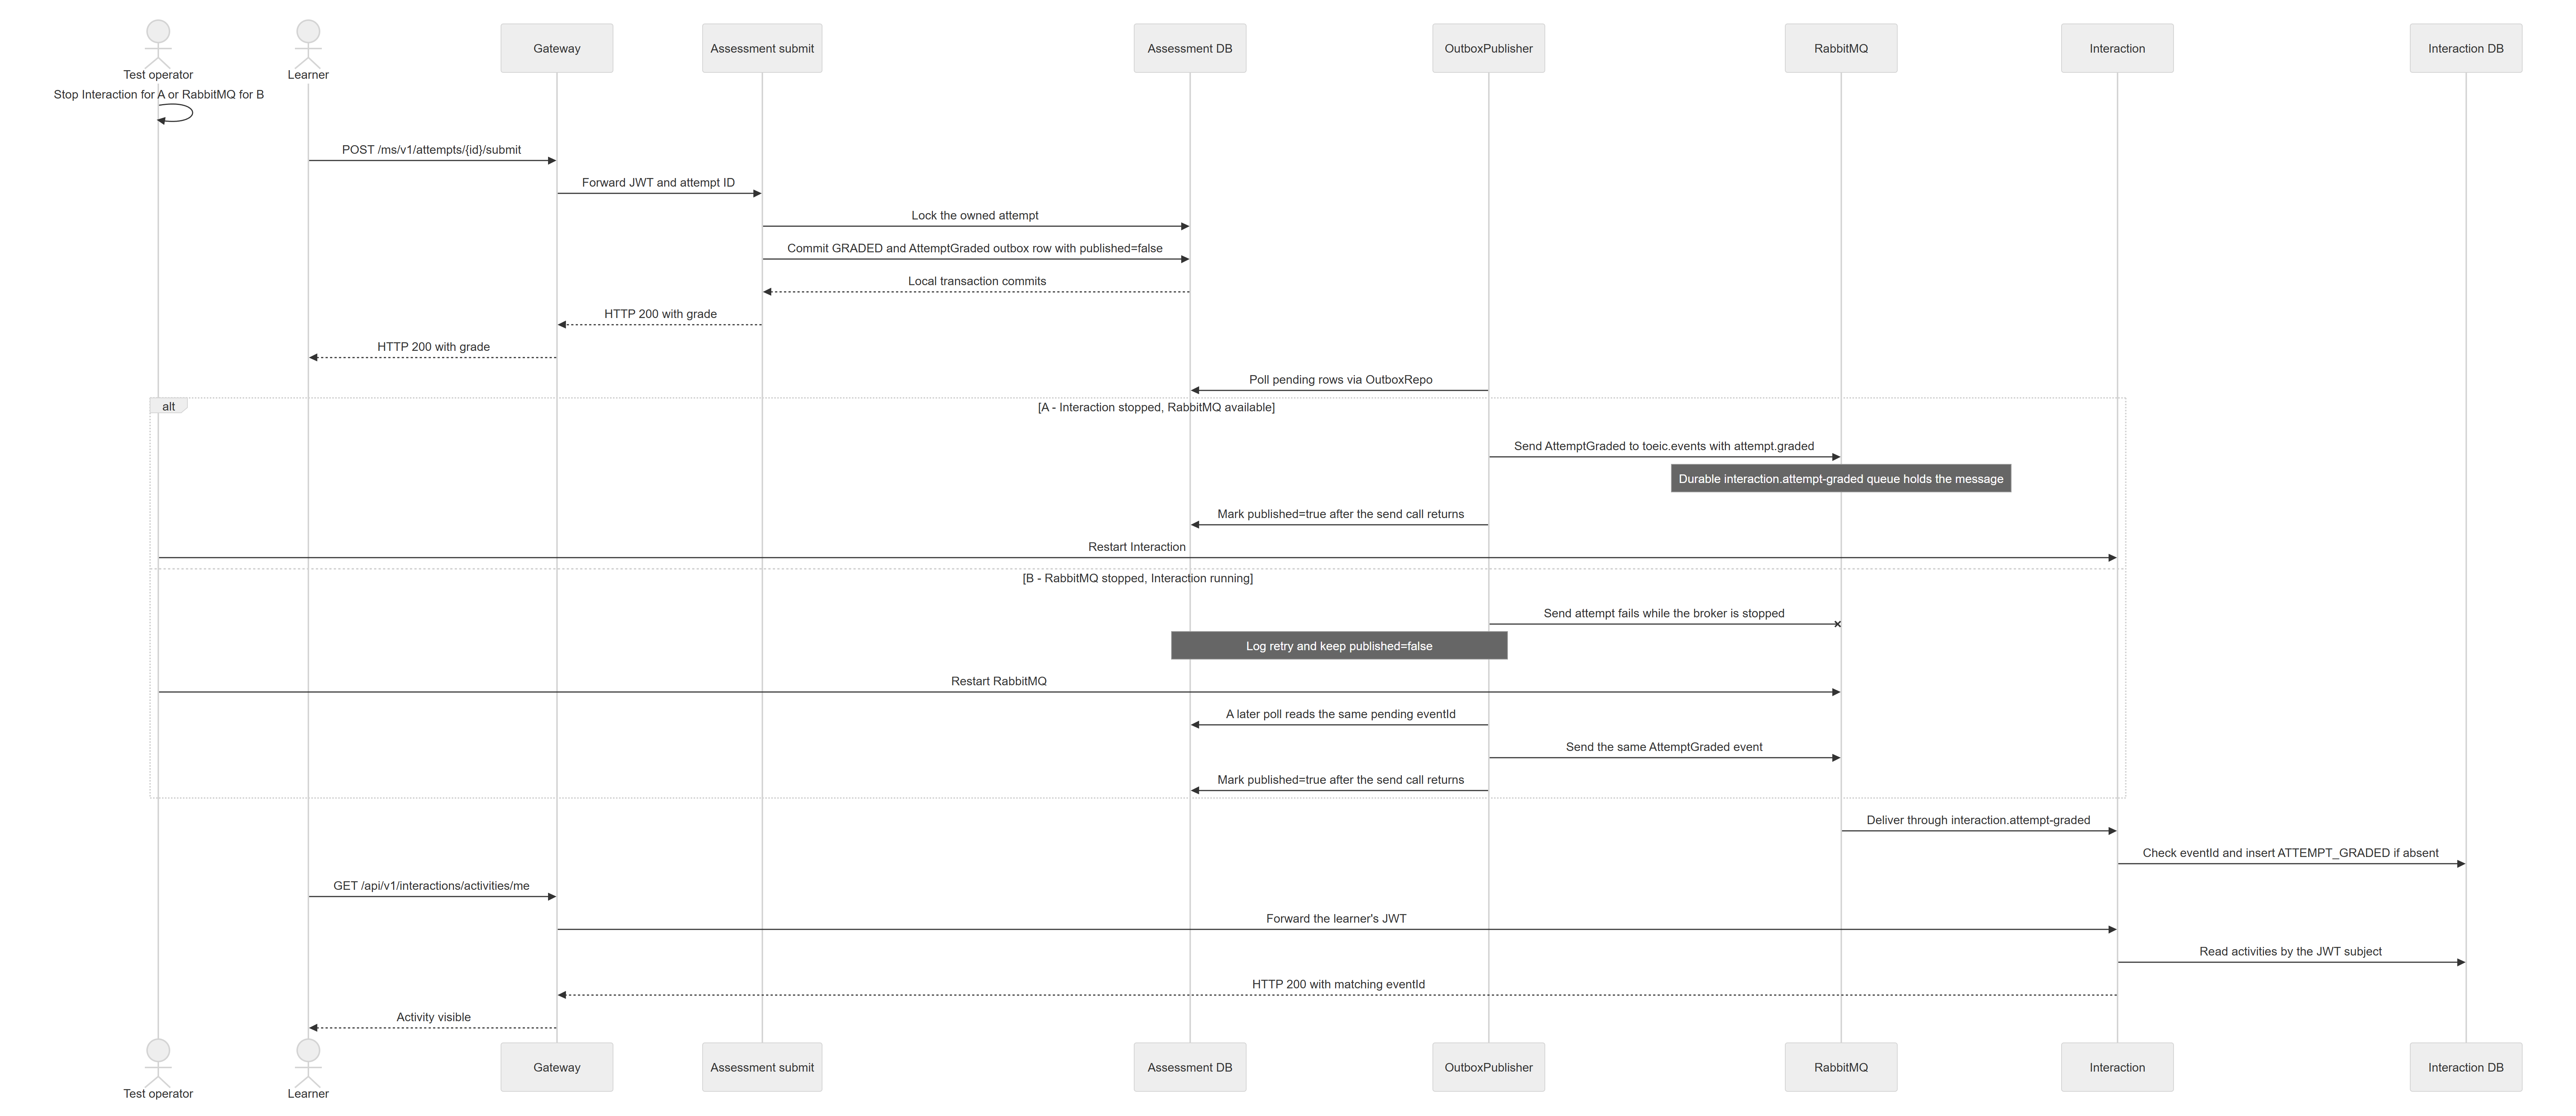 Test operator
Learner
Gateway
Assessment submit
Assessment DB
OutboxPublisher
RabbitMQ
Interaction
Interaction DB
Stop Interaction for A or RabbitMQ for B
POST /ms/v1/attempts/{id}/submit
Forward JWT and attempt ID
Lock the owned attempt
Commit GRADED and AttemptGraded outbox row with published=false
Local transaction commits
HTTP 200 with grade
HTTP 200 with grade
Poll pending rows via OutboxRepo
alt
[A - Interaction stopped, RabbitMQ available]
Send AttemptGraded to toeic.events with attempt.graded
Durable interaction.attempt-graded queue holds the message
Mark published=true after the send call returns
Restart Interaction
[B - RabbitMQ stopped, Interaction running]
Send attempt fails while the broker is stopped
Log retry and keep published=false
Restart RabbitMQ
A later poll reads the same pending eventId
Send the same AttemptGraded event
Mark published=true after the send call returns
Deliver through interaction.attempt-graded
Check eventId and insert ATTEMPT_GRADED if absent
GET /api/v1/interactions/activities/me
Forward the learner's JWT
Read activities by the JWT subject
HTTP 200 with matching eventId
Activity visible
Test operator
Learner
Gateway
Assessment submit
Assessment DB
OutboxPublisher
RabbitMQ
Interaction
Interaction DB